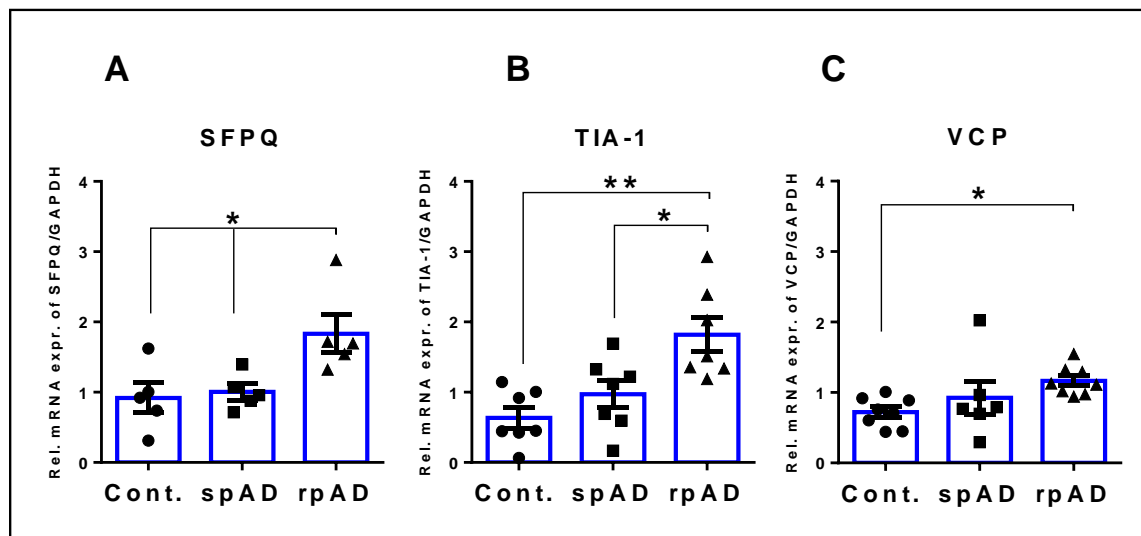 A
SFPQ
Rel. mRNA expr. of SFPQ/GAPDH
4
3
2
1
0
*
Cont. spAD rpAD
B
TIA-1
Rel. mRNA expr. of TIA-1/GAPDH
4
3
2
1
0
**
*
Cont. spAD rpAD
C
VCP
Rel. mRNA expr. of VCP/GAPDH
4
3
2
1
0
*
Cont. spAD rpAD